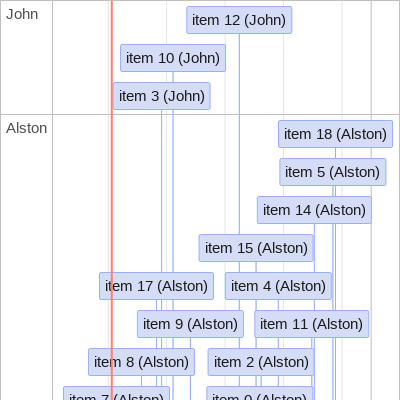 John
item 12 (John)
item 10 (John)
item 3 (John)
Alston
item 18 (Alston)
item 5 (Alston)
item 14 (Alston)
item 15 (Alston)
item 17 (Alston)
item 4 (Alston)
item 9 (Alston)
item 11 (Alston)
item 8 (Alston)
item 2 (Alston)
item 7 (Alston)
item 0 (Alston)